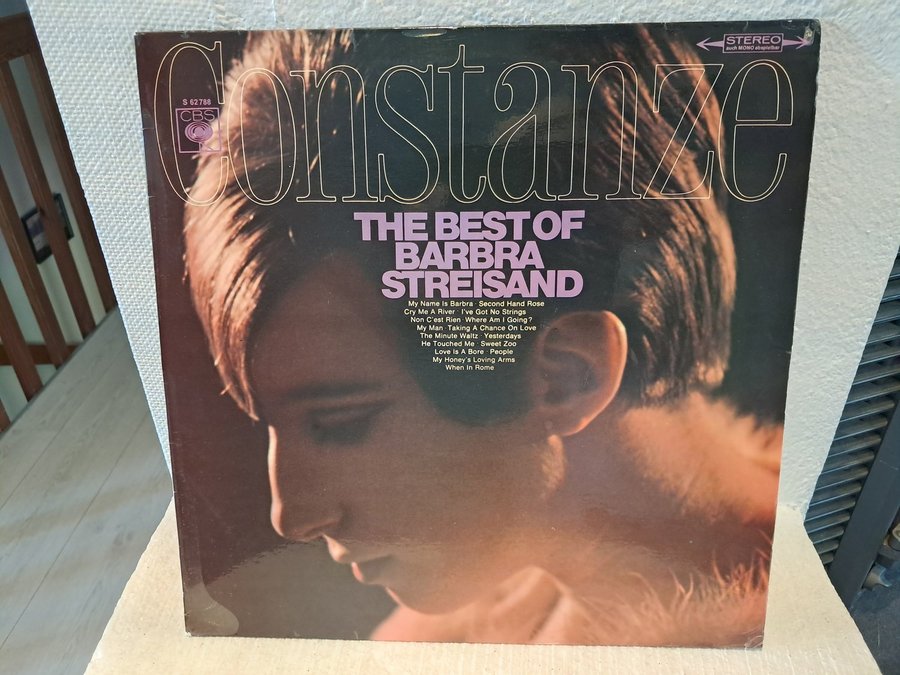 STEREO
auch MONO abspielbar
Constanze
S 62788
CBS
THE BEST OF
BARBRA
STREISAND
My Name Is Barbra · Second Hand Rose
Cry Me A River · I've Got No Strings
Non C'est Rien · Where Am I Going?
My Man · Taking A Chance On Love
The Minute Waltz · Yesterdays
He Touched Me · Sweet Zoo
Love Is A Bore · People
My Honey's Loving Arms
When In Rome